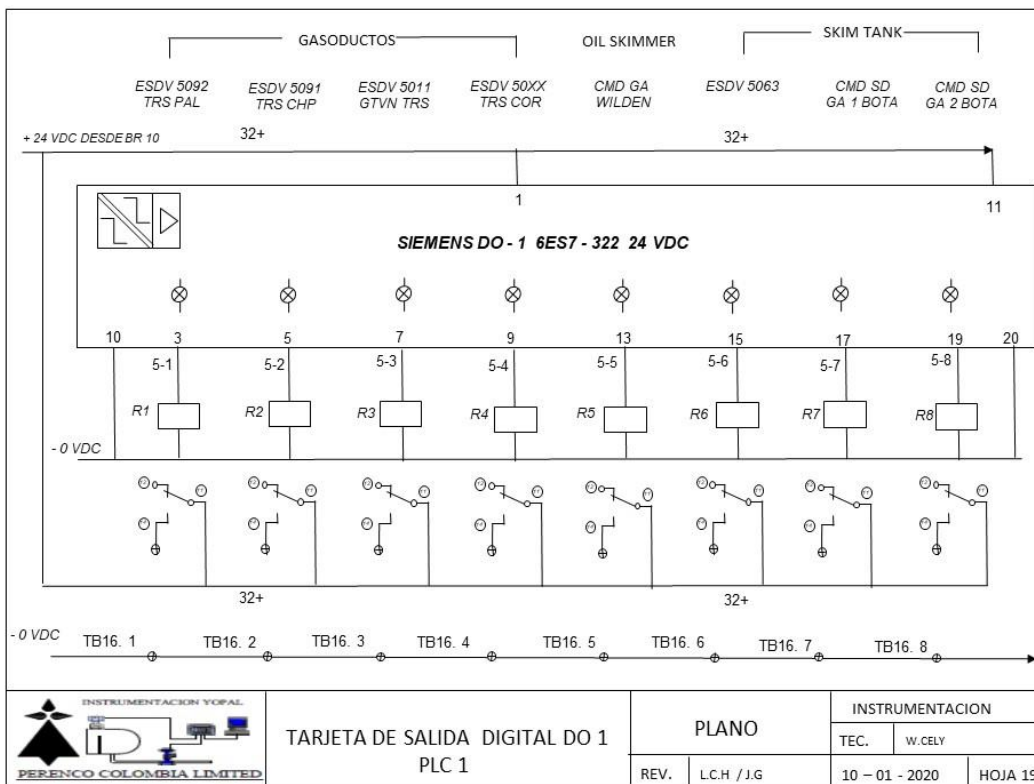 GASODUCTOS
OIL SKIMMER
SKIM TANK
ESDV 5092
TRS PAL
ESDV 5091
TRS CHP
ESDV 5011
GTVN TRS
ESDV 50XX
TRS COR
CMD GA
WILDEN
ESDV 5063
CMD SD
GA 1 BOTA
CMD SD
GA 2 BOTA
+ 24 VDC DESDE BR 10
32+
32+
1
11
SIEMENS DO - 1 6ES7 - 322 24 VDC
10 3 5 7 9 13 15 17 19 20
5-1 5-2 5-3 5-4 5-5 5-6 5-7 5-8
R1 R2 R3 R4 R5 R6 R7 R8
- 0 VDC
32+
32+
- 0 VDC
TB16. 1 TB16. 2 TB16. 3 TB16. 4 TB16. 5 TB16. 6 TB16. 7 TB16. 8
INSTRUMENTACION YOPAL
PERENCO COLOMBIA LIMITED
TARJETA DE SALIDA DIGITAL DO 1
PLC 1
PLANO
REV. L.C.H / J.G
INSTRUMENTACION
TEC. W.CELY
10 – 01 - 2020 HOJA 19